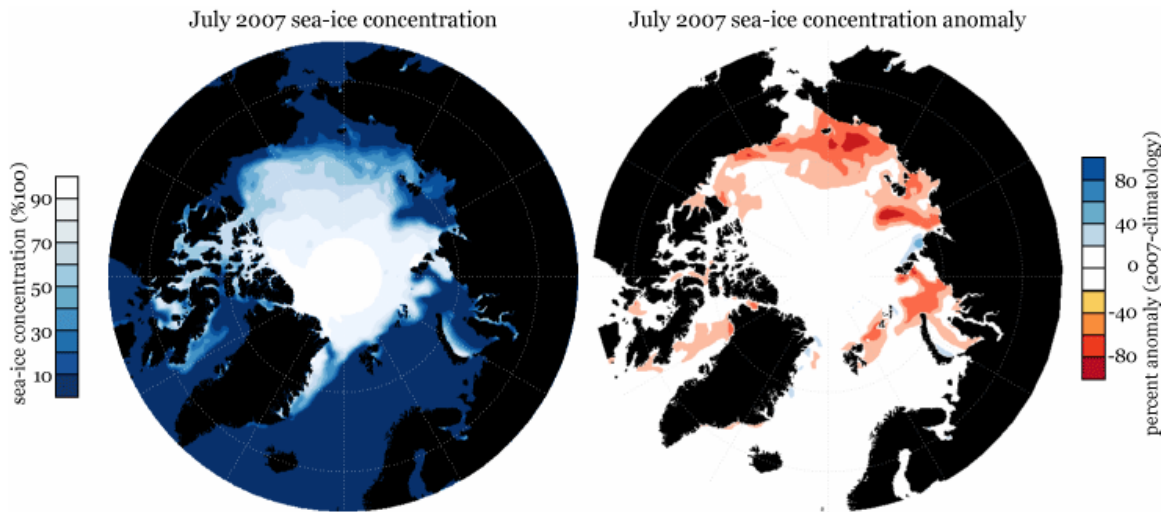 July 2007 sea-ice concentration
July 2007 sea-ice concentration anomaly
sea-ice concentration (%100)
90
70
50
30
10
80
40
0
-40
-80
percent anomaly (2007-climatology)